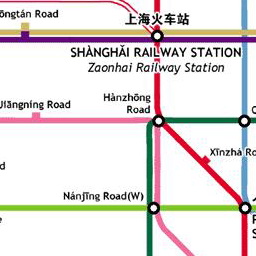 ōngtán Road
上海火车站
SHÀNGHǍI RAILWAY STATION
Zaonhai Railway Station
Hànzhōng
Road
Jiāngníng Road
Xīnzhá Ro
d
Nánjīng Road(W)